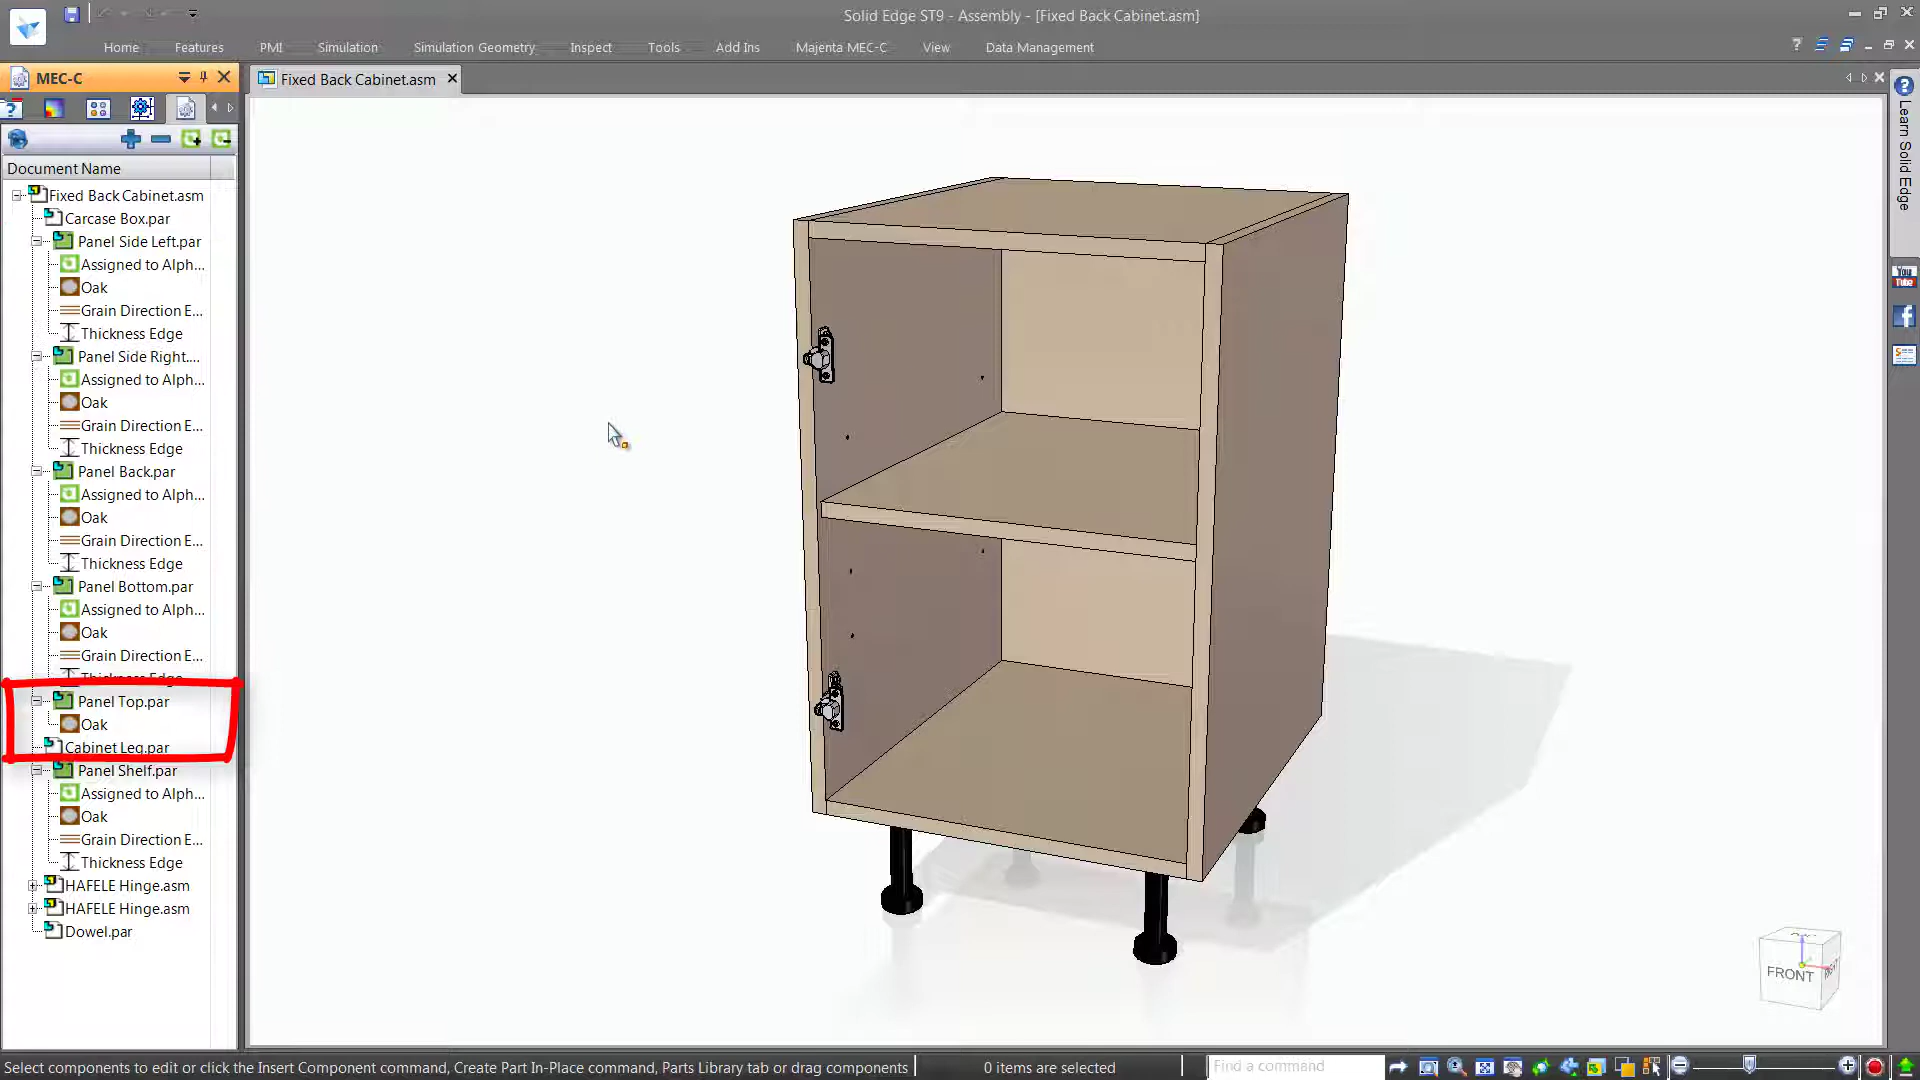 Solid Edge ST9 - Assembly - [Fixed Back Cabinet.asm]
Home Features PMI Simulation Simulation Geometry Inspect Tools Add Ins Majenta MEC-C View Data Management
MEC-C
Fixed Back Cabinet.asm
Document Name
Fixed Back Cabinet.asm
Carcase Box.par
Panel Side Left.par
Assigned to Alph...
Oak
Grain Direction E...
Thickness Edge
Panel Side Right....
Assigned to Alph...
Oak
Grain Direction E...
Thickness Edge
Panel Back.par
Assigned to Alph...
Oak
Grain Direction E...
Thickness Edge
Panel Bottom.par
Assigned to Alph...
Oak
Grain Direction E...
Thickness Edge
Panel Top.par
Oak
Cabinet Leg.par
Panel Shelf.par
Assigned to Alph...
Oak
Grain Direction E...
Thickness Edge
HAFELE Hinge.asm
HAFELE Hinge.asm
Dowel.par
Learn Solid Edge
You
Tube
FRONT
RIGHT
Select components to edit or click the Insert Component command, Create Part In-Place command, Parts Library tab or drag components
0 items are selected
Find a command